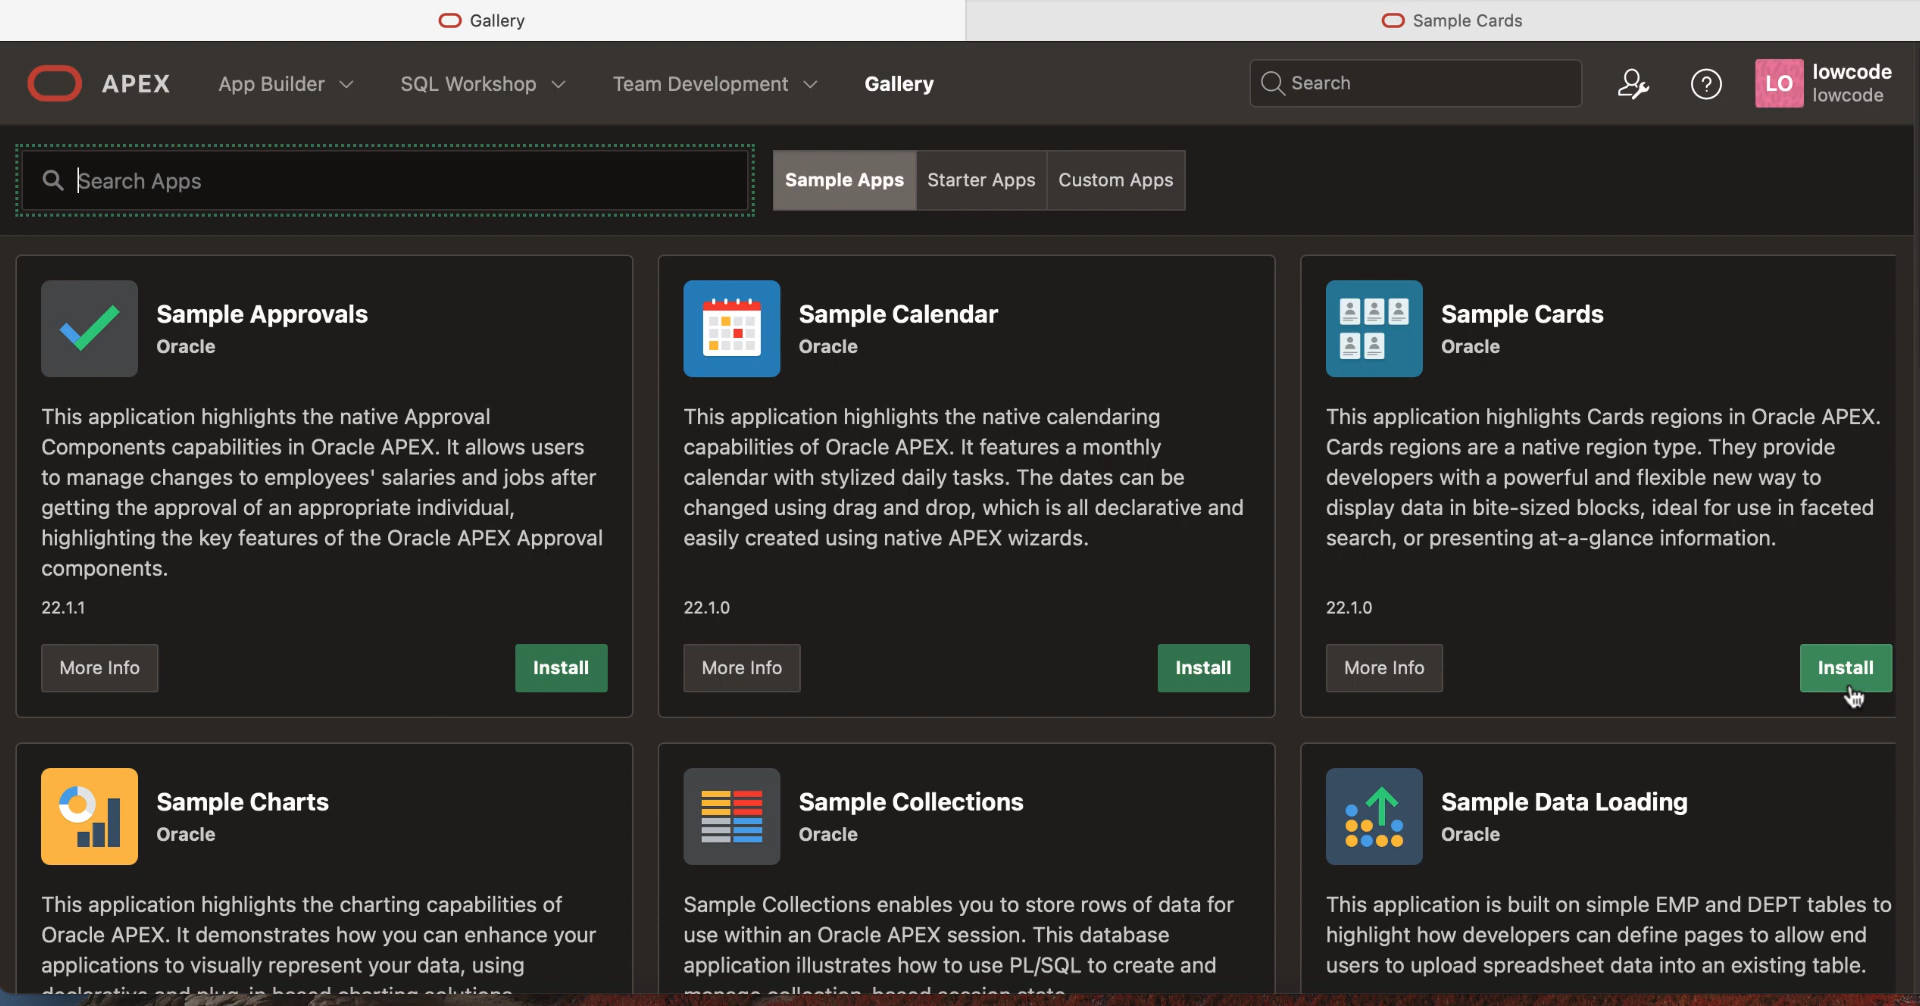 Gallery
Sample Cards
APEX
App Builder
SQL Workshop
Team Development
Gallery
Search
LO
lowcode
lowcode
Search Apps
Sample Apps
Starter Apps
Custom Apps
Sample Approvals
Oracle
This application highlights the native Approval
Components capabilities in Oracle APEX. It allows users
to manage changes to employees' salaries and jobs after
getting the approval of an appropriate individual,
highlighting the key features of the Oracle APEX Approval
components.
22.1.1
More Info
Install
Sample Calendar
Oracle
This application highlights the native calendaring
capabilities of Oracle APEX. It features a monthly
calendar with stylized daily tasks. The dates can be
changed using drag and drop, which is all declarative and
easily created using native APEX wizards.
22.1.0
More Info
Install
Sample Cards
Oracle
This application highlights Cards regions in Oracle APEX.
Cards regions are a native region type. They provide
developers with a powerful and flexible new way to
display data in bite-sized blocks, ideal for use in faceted
search, or presenting at-a-glance information.
22.1.0
More Info
Install
Sample Charts
Oracle
This application highlights the charting capabilities of
Oracle APEX. It demonstrates how you can enhance your
applications to visually represent your data, using
declarative and plug-in based charting solutions.
Sample Collections
Oracle
Sample Collections enables you to store rows of data for
use within an Oracle APEX session. This database
application illustrates how to use PL/SQL to create and
manage collection based session state.
Sample Data Loading
Oracle
This application is built on simple EMP and DEPT tables to
highlight how developers can define pages to allow end
users to upload spreadsheet data into an existing table.